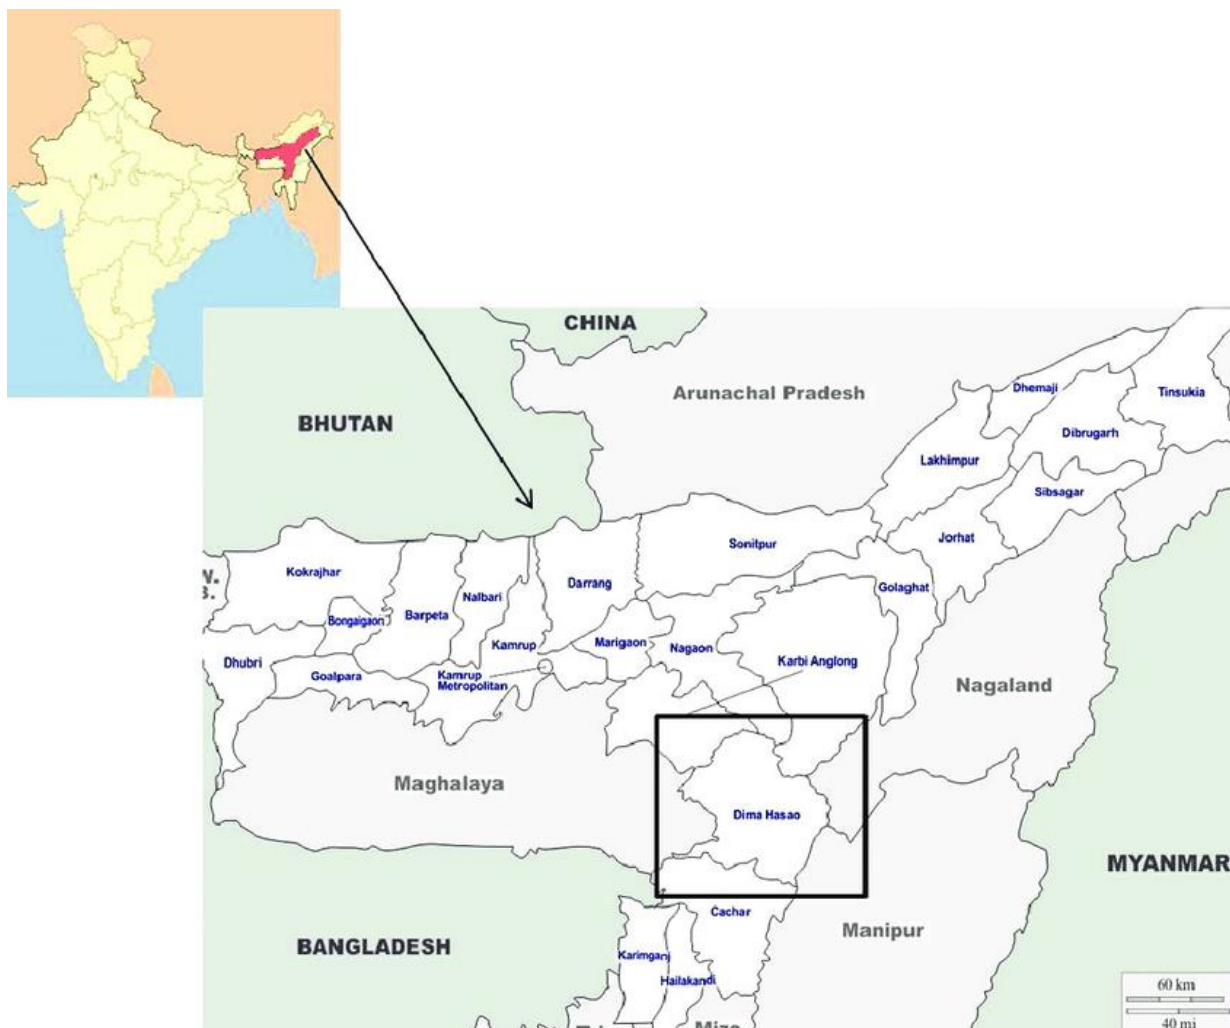 CHINA
Arunachal Pradesh
Dhemaji
Tinsukia
BHUTAN
Dibrugarh
Lakhimpur
Sibsagar
Jorhat
Sonitpur
W.
B.
Kokrajhar
Darrang
Golaghat
Nalbari
Bongaigaon
Barpeta
Kamrup
Marigaon
Nagaon
Dhubri
Karbi Anglong
Goalpara
Kamrup
Metropolitan
Nagaland
Maghalaya
Dima Hasao
MYANMAR
Cachar
Manipur
BANGLADESH
Karimganj
Hailakandi
60 km
40 mi